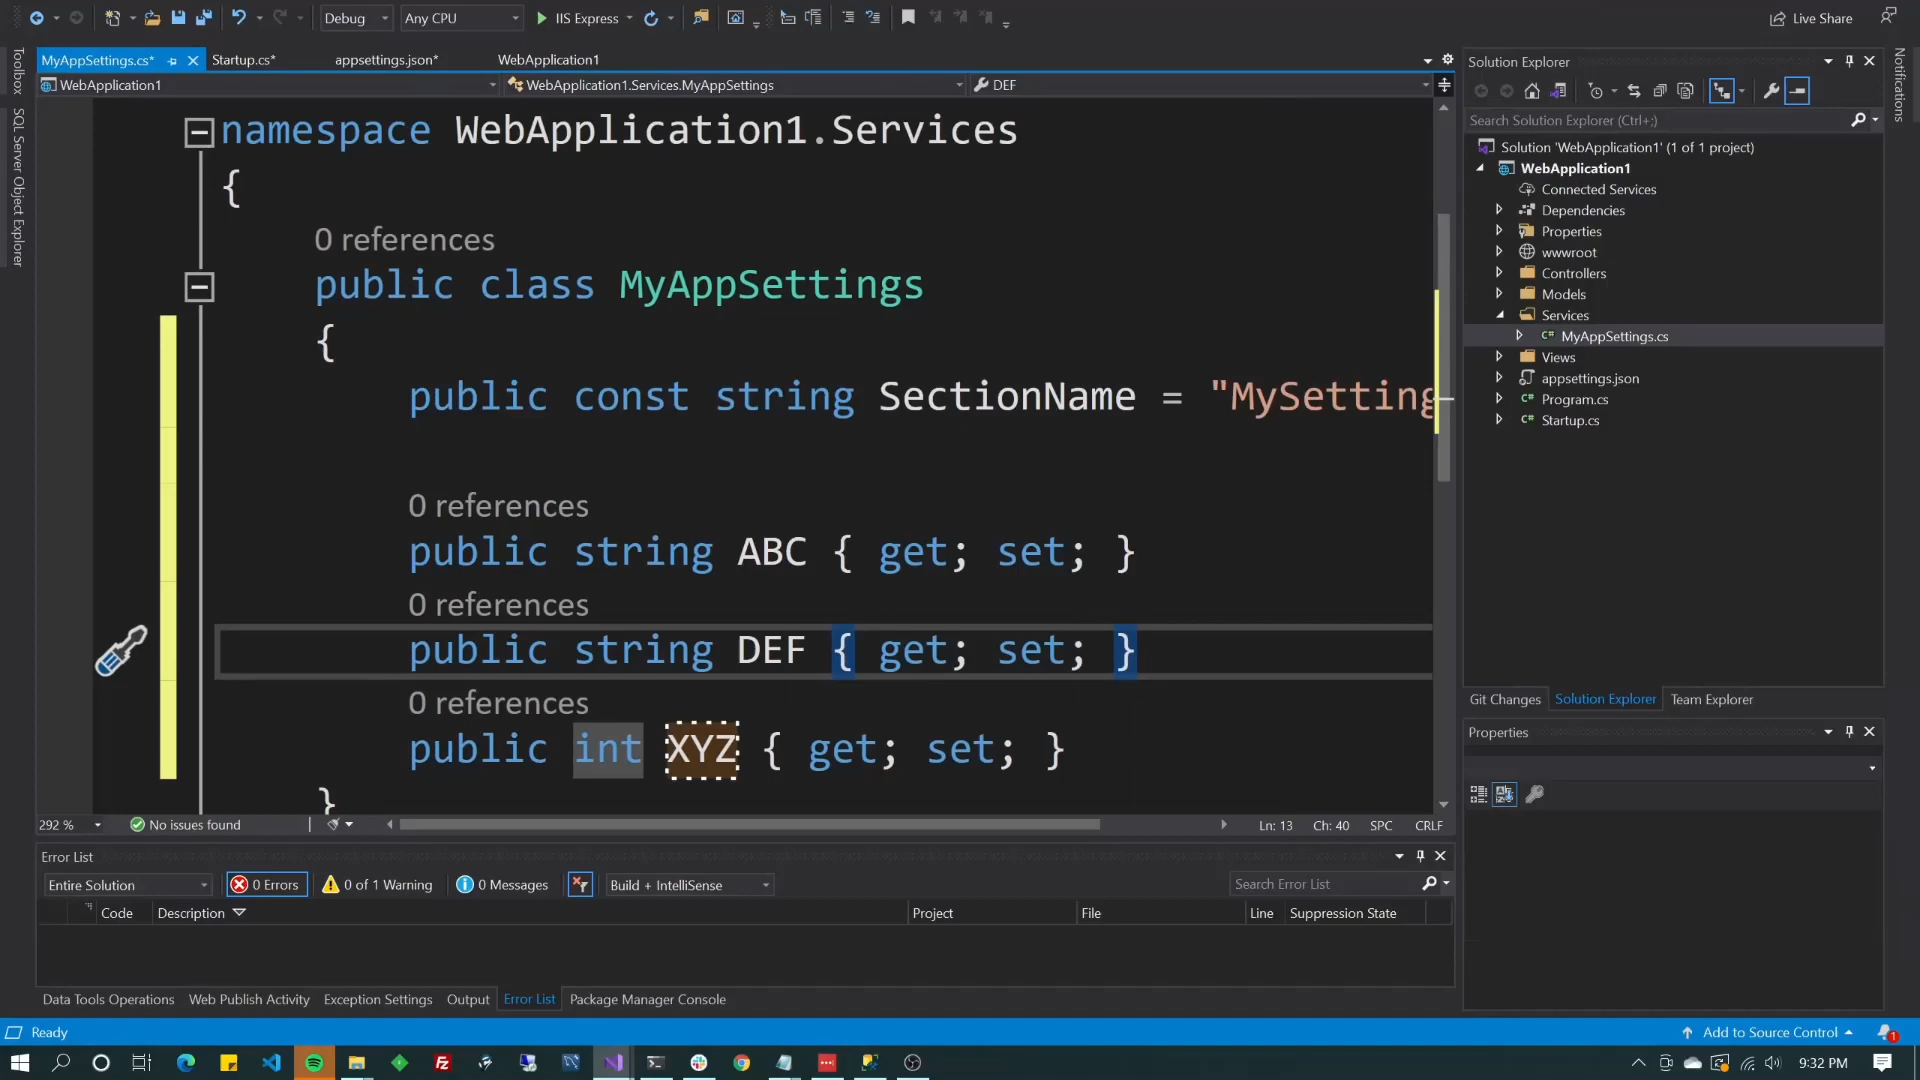 Debug
Any CPU
IIS Express
Live Share
MyAppSettings.cs*
Startup.cs*
appsettings.json*
WebApplication1
WebApplication1
WebApplication1.Services.MyAppSettings
DEF
Toolbox
SQL Server Object Explorer
namespace WebApplication1.Services
{
0 references
public class MyAppSettings
{
public const string SectionName = "MySetting
0 references
public string ABC { get; set; }
0 references
public string DEF { get; set; }
0 references
public int XYZ { get; set; }
}
292 %
No issues found
Ln: 13
Ch: 40
SPC
CRLF
Error List
Entire Solution
0 Errors
0 of 1 Warning
0 Messages
Build + IntelliSense
Search Error List
Code
Description
Project
File
Line
Suppression State
Data Tools Operations
Web Publish Activity
Exception Settings
Output
Error List
Package Manager Console
Solution Explorer
Search Solution Explorer (Ctrl+;)
Solution 'WebApplication1' (1 of 1 project)
WebApplication1
Connected Services
Dependencies
Properties
wwwroot
Controllers
Models
Services
C# MyAppSettings.cs
Views
appsettings.json
C# Program.cs
C# Startup.cs
Git Changes
Solution Explorer
Team Explorer
Properties
Notifications
Ready
Add to Source Control
1
9:32 PM